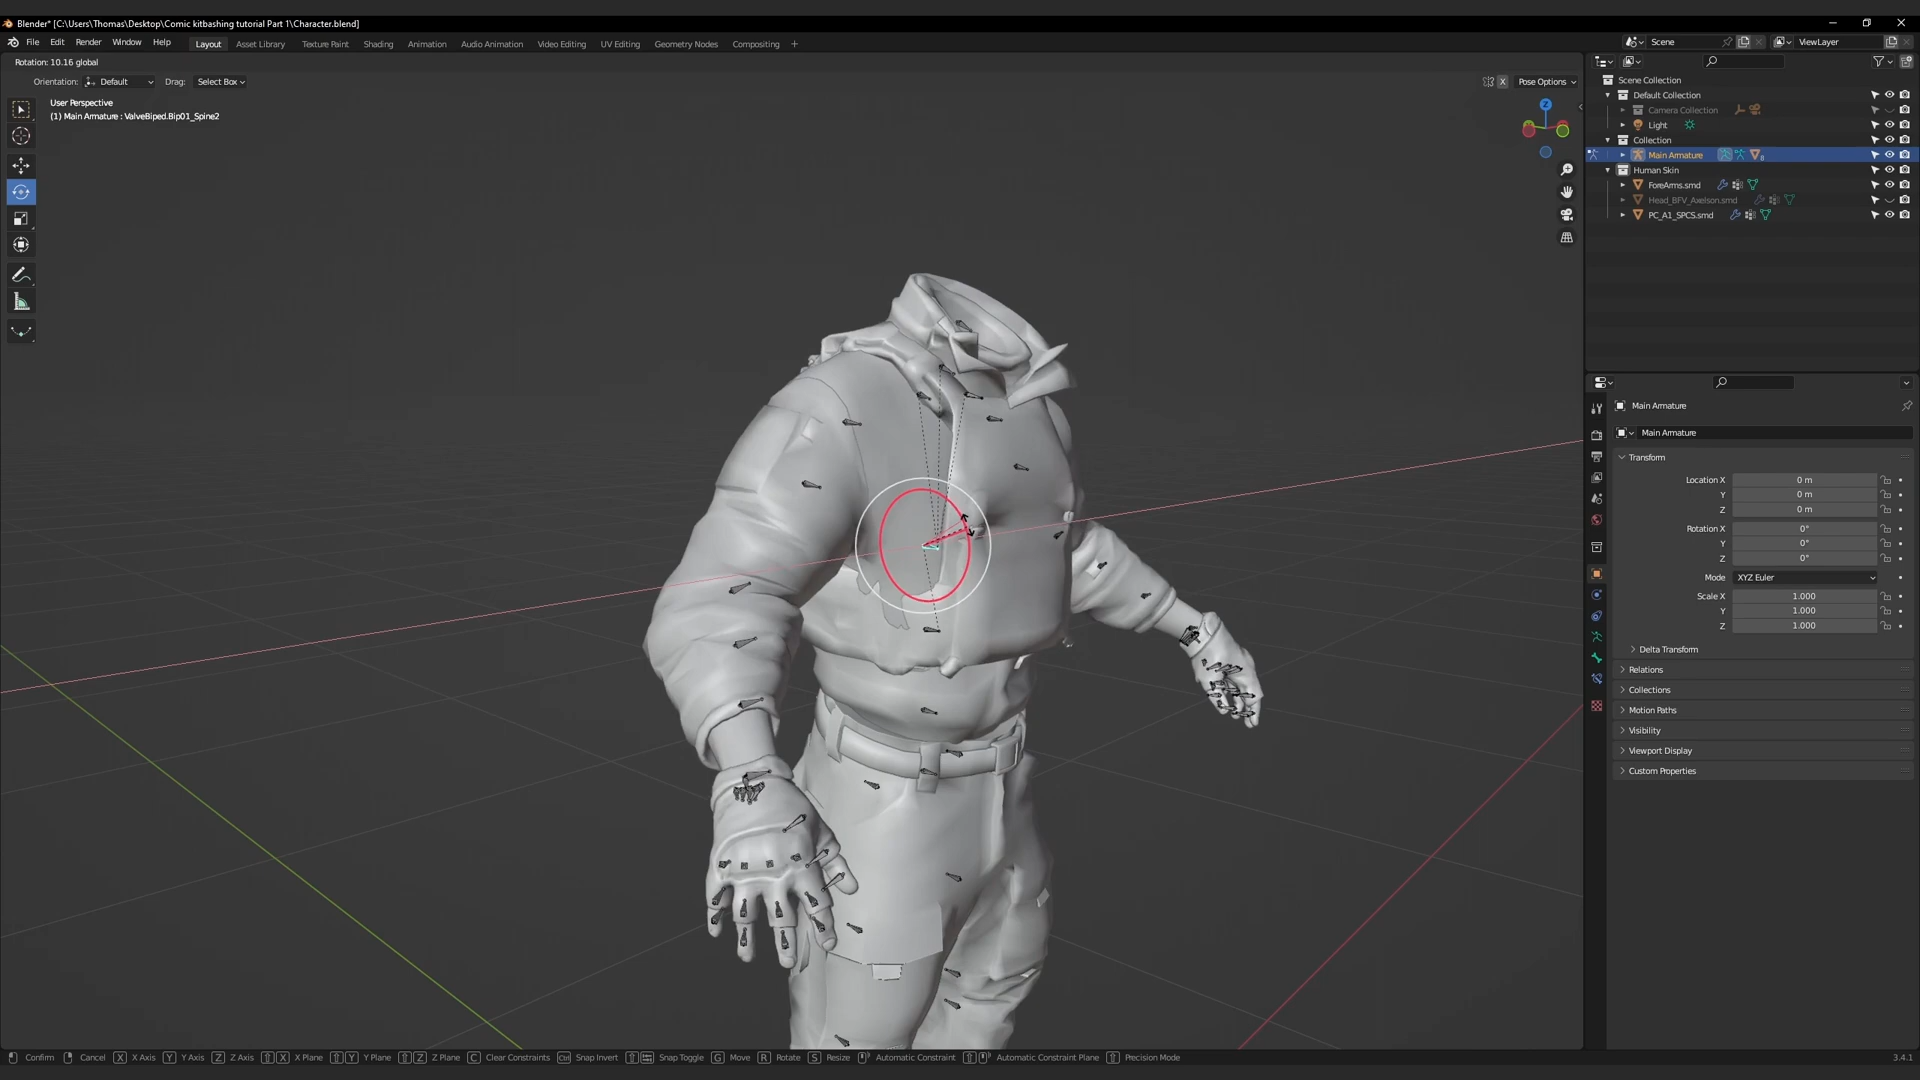 Blender* [C:\Users\Thomas\Desktop\Comic kitbashing tutorial Part 1\Character.blend]
File Edit Render Window Help Layout Asset Library Texture Paint Shading Animation Audio Animation Video Editing UV Editing Geometry Nodes Compositing + Scene ViewLayer
Rotation: 10.16 global
Orientation: Default Drag: Select Box X Pose Options
User Perspective
(1) Main Armature : ValveBiped.Bip01_Spine2
Z
Scene Collection
Default Collection
Camera Collection
Light
Collection
Main Armature
Human Skin
ForeArms.smd
Head_BFV_Axelson.smd
PC_A1_SPCS.smd
Main Armature
Main Armature
Transform
Location X 0 m
Y 0 m
Z 0 m
Rotation X 0°
Y 0°
Z 0°
Mode XYZ Euler
Scale X 1.000
Y 1.000
Z 1.000
Delta Transform
Relations
Collections
Motion Paths
Visibility
Viewport Display
Custom Properties
Confirm Cancel X X Axis Y Y Axis Z Z Axis X X Plane Y Y Plane Z Z Plane C Clear Constraints Ctrl Snap Invert Snap Toggle G Move R Rotate S Resize Automatic Constraint Automatic Constraint Plane Precision Mode 3.4.1